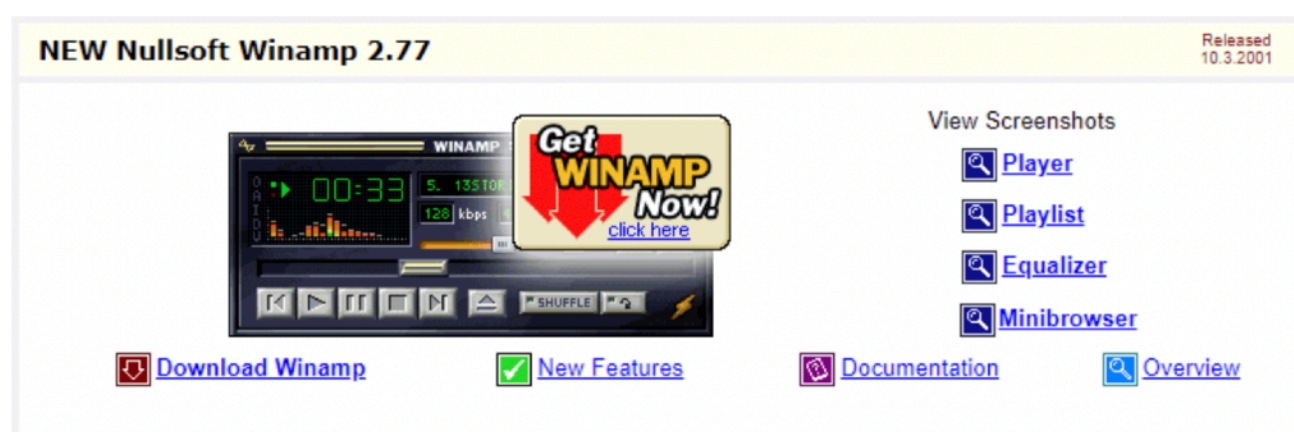 NEW Nullsoft Winamp 2.77
Released
10.3.2001
View Screenshots
Player
Playlist
Equalizer
Minibrowser
WINAMP
O
A
I
D
V
00:33
5. 13STOR
128 kbps
SHUFFLE
Get
WINAMP
Now!
click here
Download Winamp
New Features
Documentation
Overview